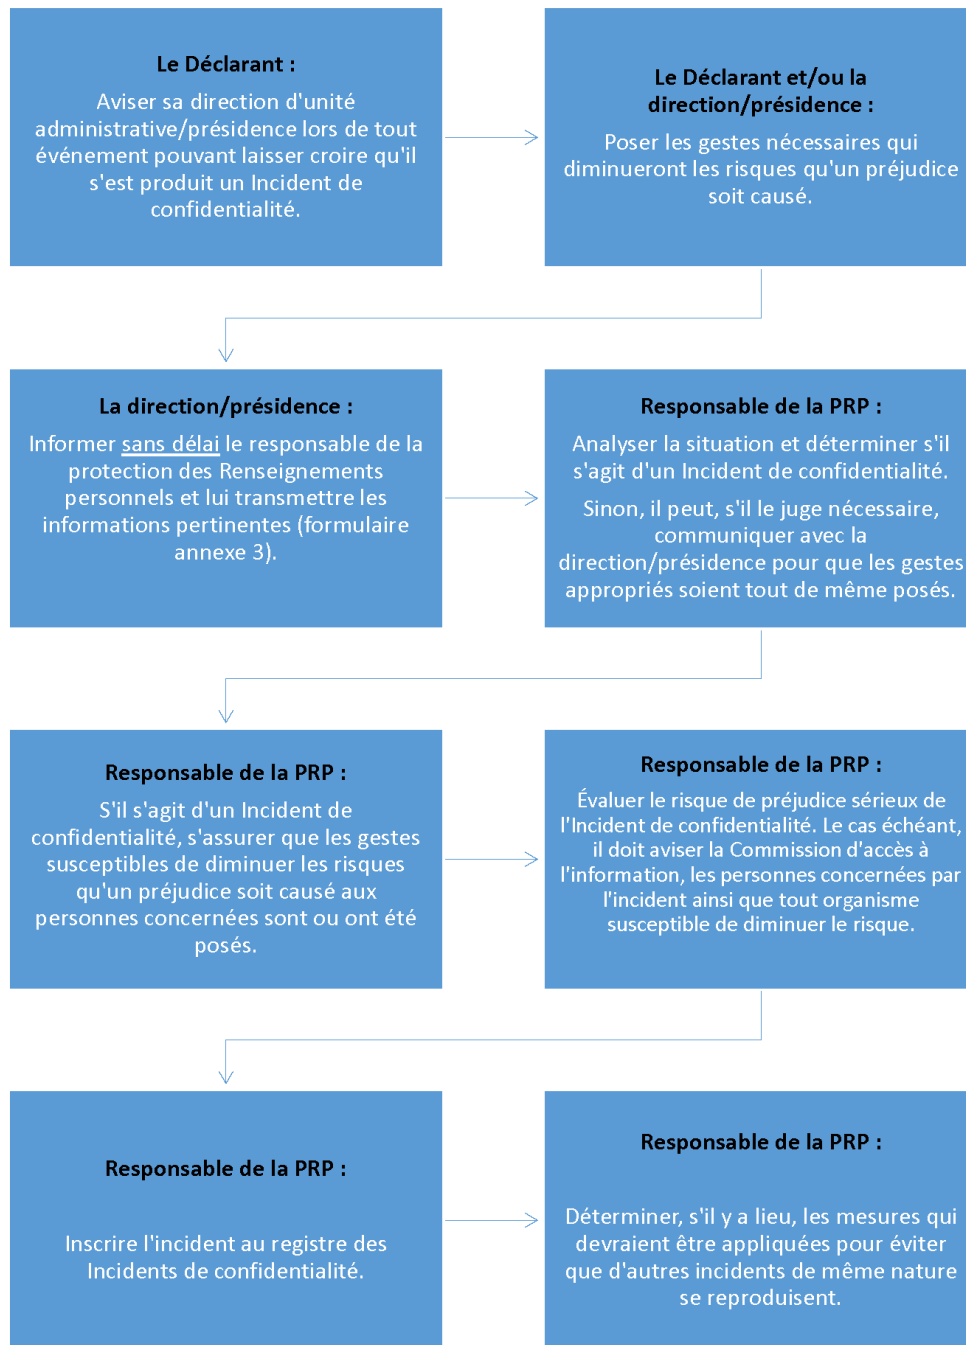 Le Déclarant :
Aviser sa direction d'unité
administrative/présidence lors de tout
événement pouvant laisser croire qu'il
s'est produit un Incident de
confidentialité.
Le Déclarant et/ou la
direction/présidence :
Poser les gestes nécessaires qui
diminueront les risques qu'un préjudice
soit causé.
La direction/présidence :
Informer sans délai le responsable de la
protection des Renseignements
personnels et lui transmettre les
informations pertinentes (formulaire
annexe 3).
Responsable de la PRP :
Analyser la situation et déterminer s'il
s'agit d'un Incident de confidentialité.
Sinon, il peut, s'il le juge nécessaire,
communiquer avec la
direction/présidence pour que les gestes
appropriés soient tout de même posés.
Responsable de la PRP :
S'il s'agit d'un Incident de
confidentialité, s'assurer que les gestes
susceptibles de diminuer les risques
qu'un préjudice soit causé aux
personnes concernées sont ou ont été
posés.
Responsable de la PRP :
Évaluer le risque de préjudice sérieux de
l'Incident de confidentialité. Le cas échéant,
il doit aviser la Commission d'accès à
l'information, les personnes concernées par
l'incident ainsi que tout organisme
susceptible de diminuer le risque.
Responsable de la PRP :
Inscrire l'incident au registre des
Incidents de confidentialité.
Responsable de la PRP :
Déterminer, s'il y a lieu, les mesures qui
devraient être appliquées pour éviter
que d'autres incidents de même nature
se reproduisent.